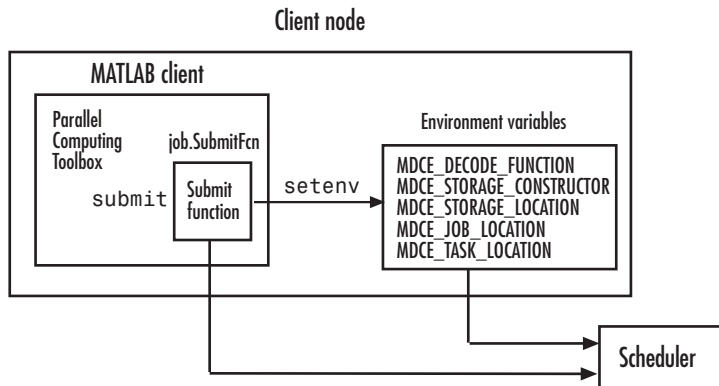 Client node
MATLAB client
Parallel
Computing
Toolbox
job.SubmitFcn
submit
Submit
function
setenv
Environment variables
MDCE_DECODE_FUNCTION
MDCE_STORAGE_CONSTRUCTOR
MDCE_STORAGE_LOCATION
MDCE_JOB_LOCATION
MDCE_TASK_LOCATION
Scheduler